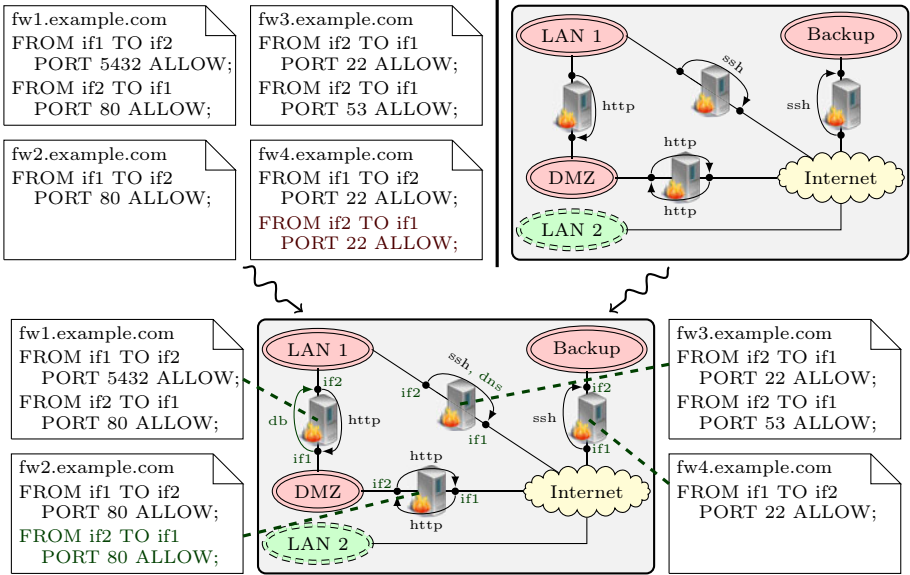 fw1.example.com
FROM if1 TO if2
PORT 5432 ALLOW;
FROM if2 TO if1
PORT 80 ALLOW;
fw3.example.com
FROM if2 TO if1
PORT 22 ALLOW;
FROM if2 TO if1
PORT 53 ALLOW;
fw2.example.com
FROM if1 TO if2
PORT 80 ALLOW;
fw4.example.com
FROM if1 TO if2
PORT 22 ALLOW;
FROM if2 TO if1
PORT 22 ALLOW;
LAN 1
Backup
ssh
http
ssh
http
DMZ
Internet
http
LAN 2
fw1.example.com
FROM if1 TO if2
PORT 5432 ALLOW;
FROM if2 TO if1
PORT 80 ALLOW;
fw2.example.com
FROM if1 TO if2
PORT 80 ALLOW;
FROM if2 TO if1
PORT 80 ALLOW;
LAN 1
Backup
ssh, dns
if2
if2
if2
db
http
ssh
if1
if1
if1
http
DMZ
if2
if1
Internet
http
LAN 2
fw3.example.com
FROM if2 TO if1
PORT 22 ALLOW;
FROM if2 TO if1
PORT 53 ALLOW;
fw4.example.com
FROM if1 TO if2
PORT 22 ALLOW;